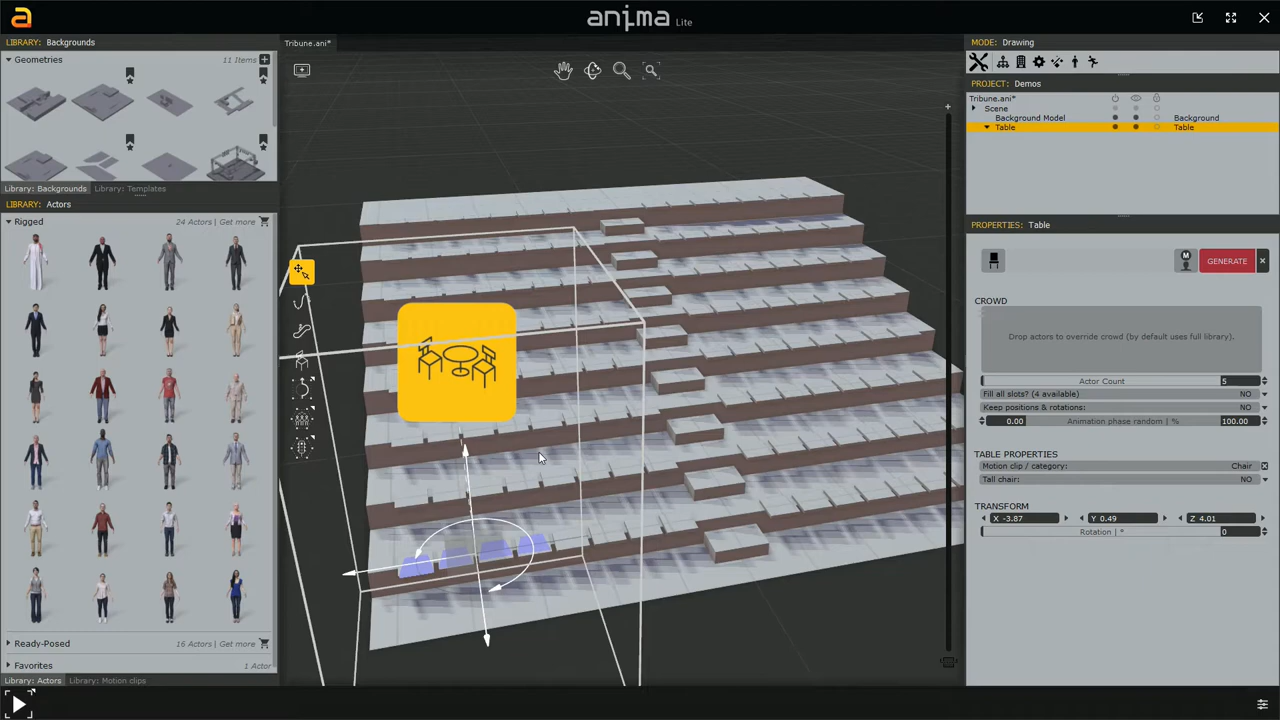 anima Lite
LIBRARY: Backgrounds
Geometries 11 Items
Library: Backgrounds Library: Templates
LIBRARY: Actors
Rigged 24 Actors | Get more
Ready-Posed 16 Actors | Get more
Favorites 1 Actor
Library: Actors Library: Motion clips
Tribune.ani*
MODE: Drawing
PROJECT: Demos
Tribune.ani*
Scene
Background Model Background
Table Table
PROPERTIES: Table
M GENERATE
CROWD
Drop actors to override crowd (by default uses full library).
Actor Count 5
Fill all slots? (4 available) NO
Keep positions & rotations: NO
0.00 Animation phase random | % 100.00
TABLE PROPERTIES
Motion clip / category: Chair
Tall chair: NO
TRANSFORM
X -3.87 Y 0.49 Z 4.01
Rotation | ° 0